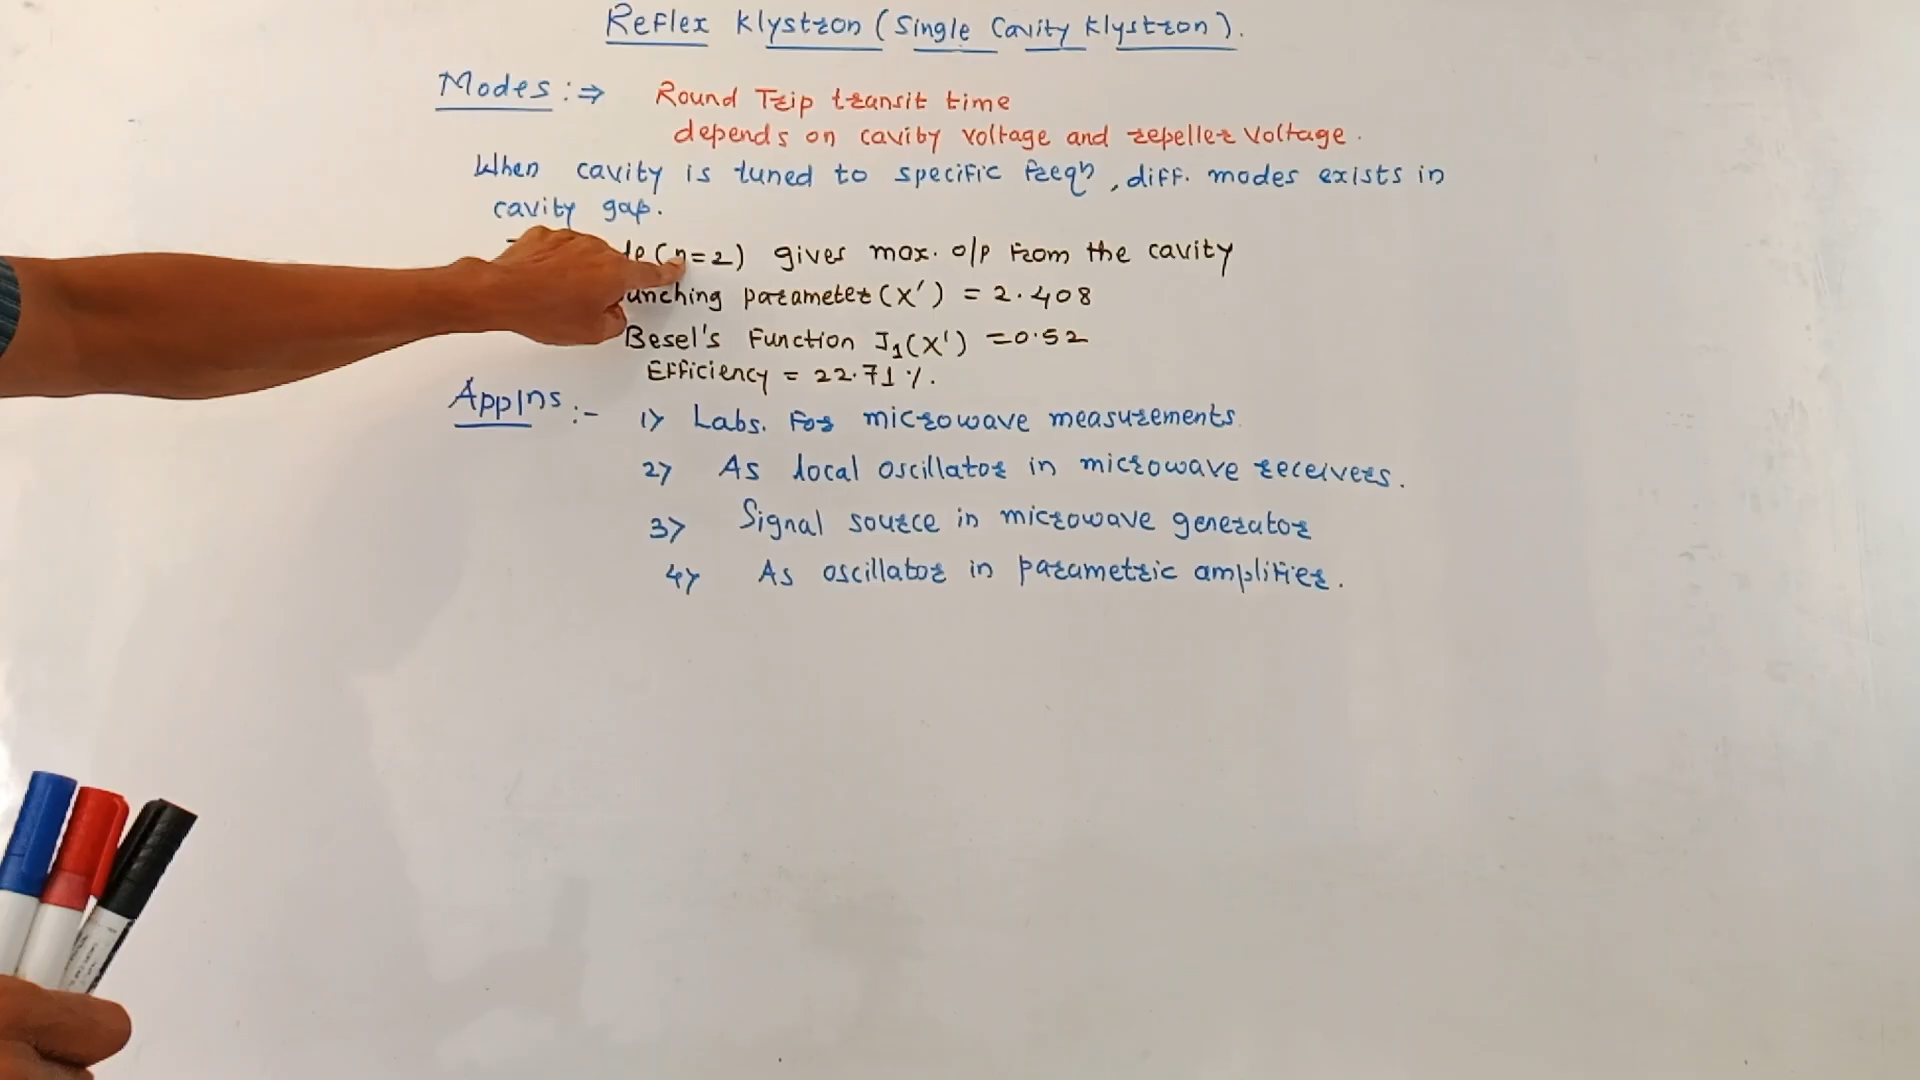 Reflex Klystron (Single Cavity Klystron).
Modes :⇒ Round Trip transit time
depends on cavity voltage and repeller voltage.
When cavity is tuned to specific freqn, diff. modes exists in
cavity gap.
(n=2) gives max. o/p from the cavity
parameter (X') = 2.408
Besel's Function J₁(X') = 0.52
Efficiency = 22.71%.
Applns :- 1> Labs. for microwave measurements.
2> As local oscillator in microwave receivers.
3> Signal source in microwave generator
4> As oscillator in parametric amplifier.